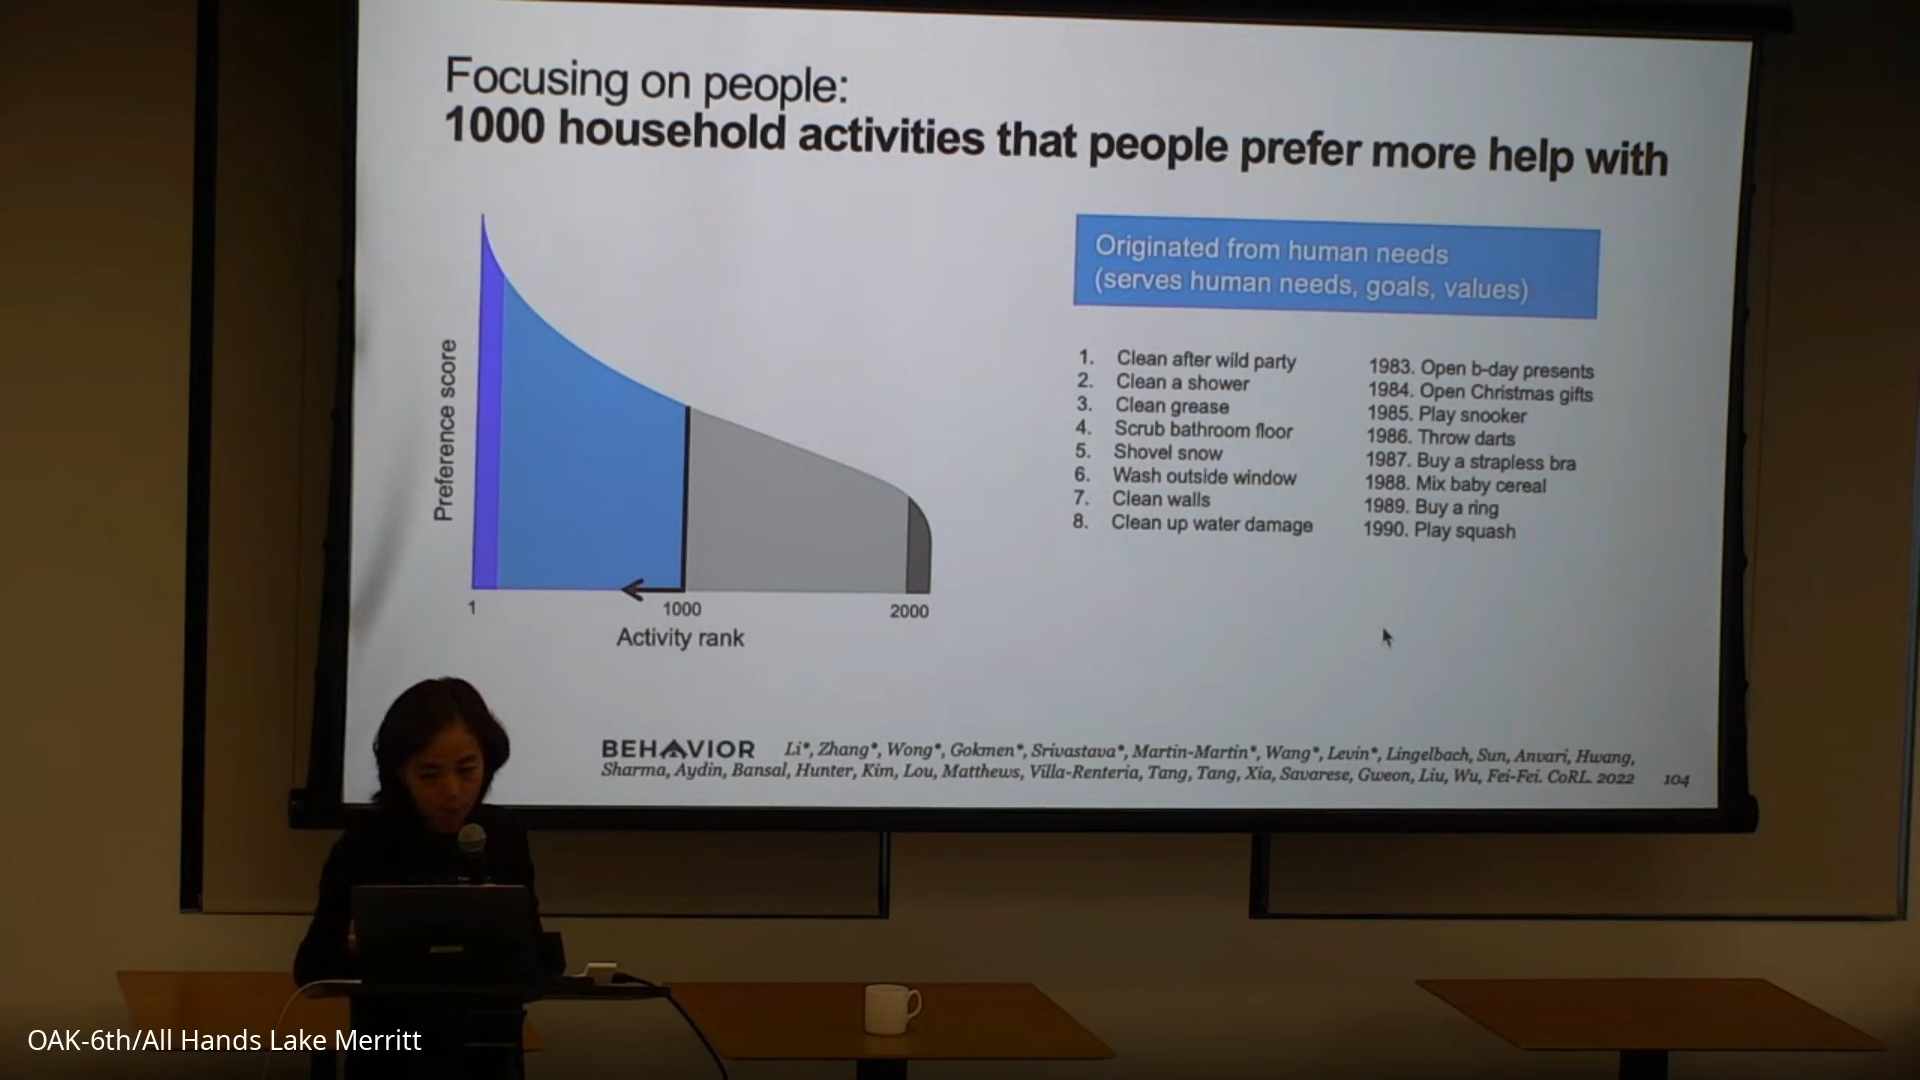 Focusing on people:
1000 household activities that people prefer more help with
Preference score
1
1000
2000
Activity rank
Originated from human needs
(serves human needs, goals, values)
1. Clean after wild party
2. Clean a shower
3. Clean grease
4. Scrub bathroom floor
5. Shovel snow
6. Wash outside window
7. Clean walls
8. Clean up water damage
1983. Open b-day presents
1984. Open Christmas gifts
1985. Play snooker
1986. Throw darts
1987. Buy a strapless bra
1988. Mix baby cereal
1989. Buy a ring
1990. Play squash
BEHAVIOR Li*, Zhang*, Wong*, Gokmen*, Srivastava*, Martin-Martin*, Wang*, Levin*, Lingelbach, Sun, Anvari, Hwang,
Sharma, Aydin, Bansal, Hunter, Kim, Lou, Matthews, Villa-Renteria, Tang, Tang, Xia, Savarese, Gweon, Liu, Wu, Fei-Fei. CoRL. 2022 104
OAK-6th/All Hands Lake Merritt